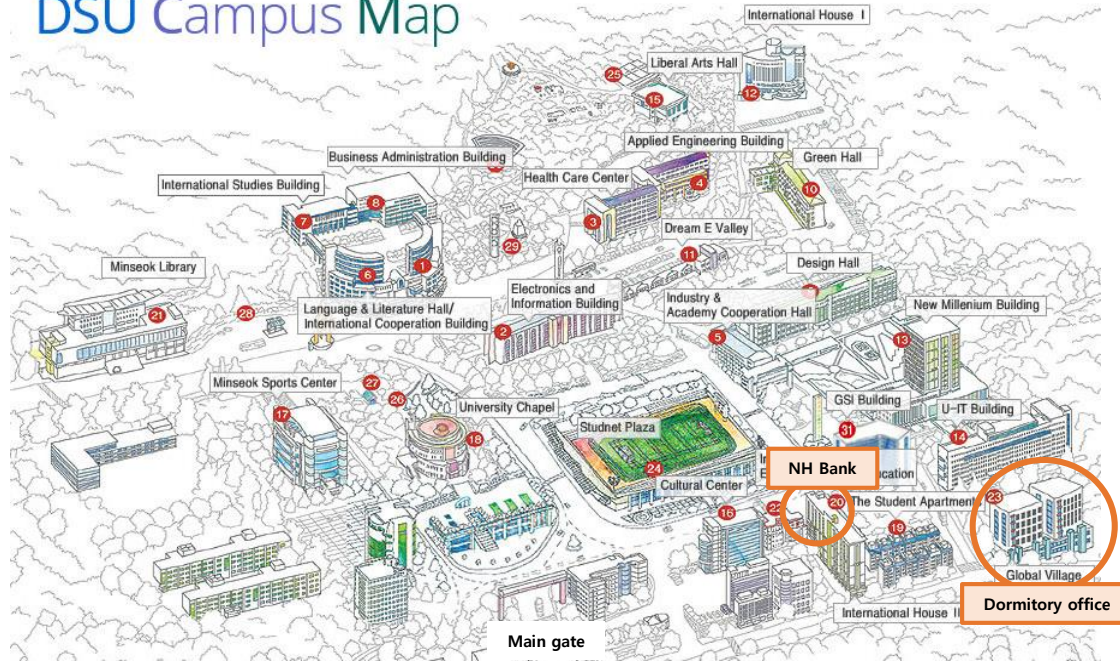 DSU Campus Map
International House Ⅰ
25
Liberal Arts Hall
15
12
Applied Engineering Building
Business Administration Building
Green Hall
International Studies Building
Health Care Center
4
10
8
7
3
Dream E Valley
29
11
Minseok Library
6
1
Design Hall
Electronics and
Information Building
Industry &
Academy Cooperation Hall
New Millenium Building
28
21
Language & Literature Hall/
International Cooperation Building
2
5
13
Minseok Sports Center
27
26
University Chapel
GSI Building
U-IT Building
17
Studnet Plaza
31
18
14
24
NH Bank
Cultural Center
23
20
The Student Apartment
16
22
19
Global Village
Dormitory office
International House Ⅱ
Main gate